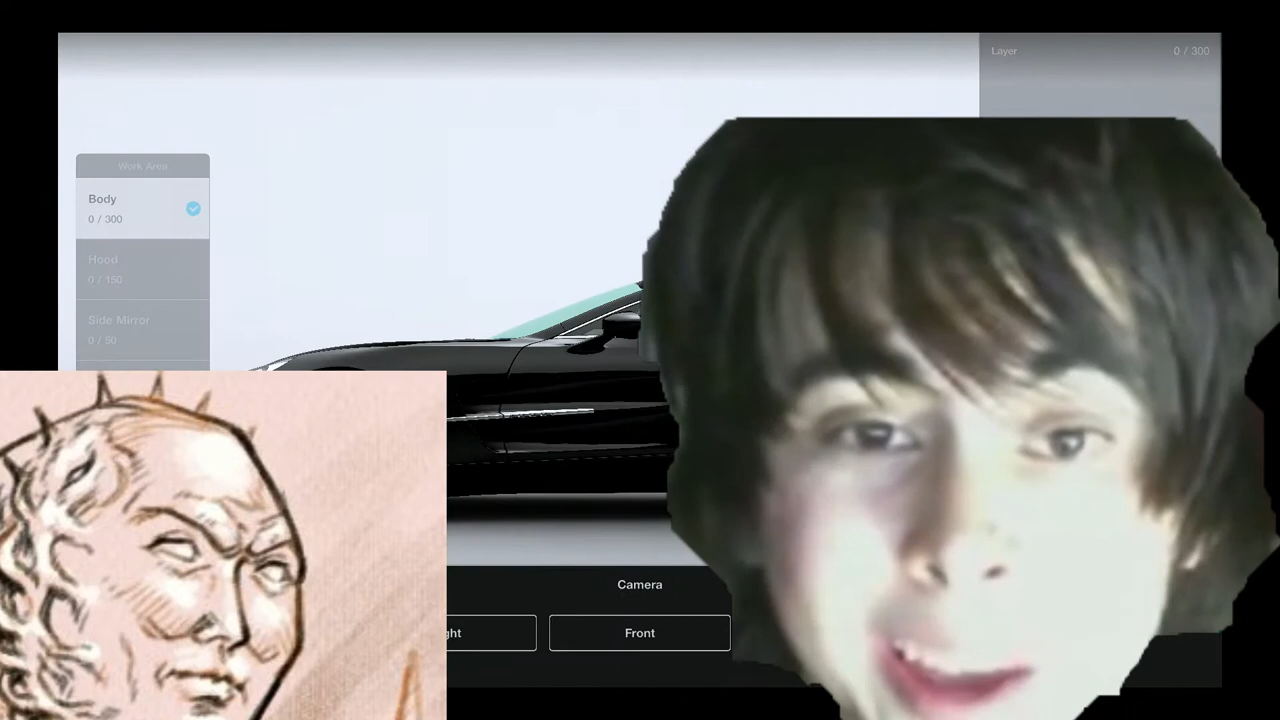 Layer 0 / 300
Work Area
Body
0 / 300
Hood
0 / 150
Side Mirror
0 / 50
Camera
ght
Front